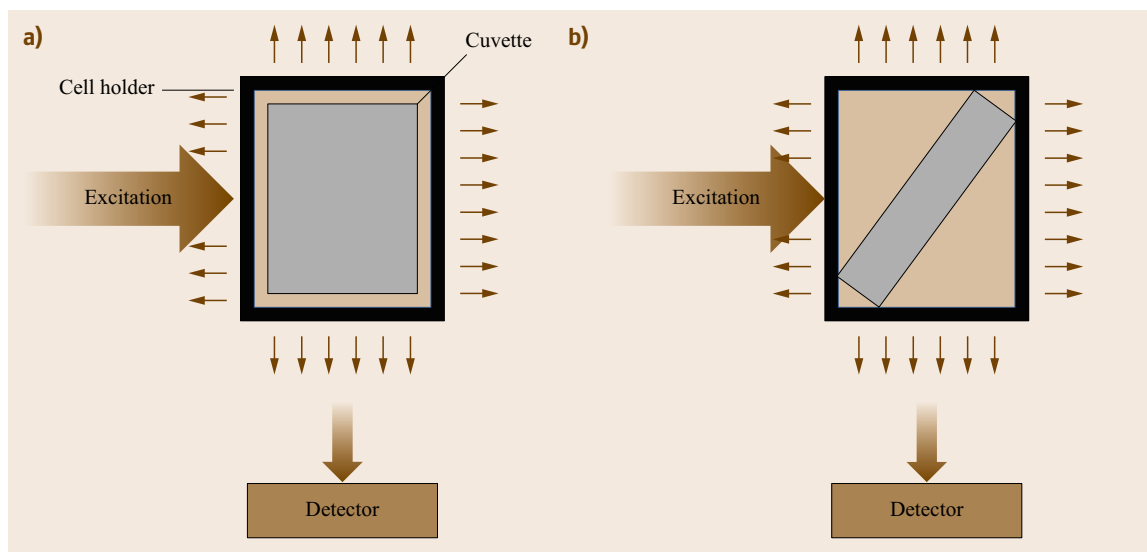 a)
Cuvette
Cell holder
Excitation
Detector
b)
Excitation
Detector